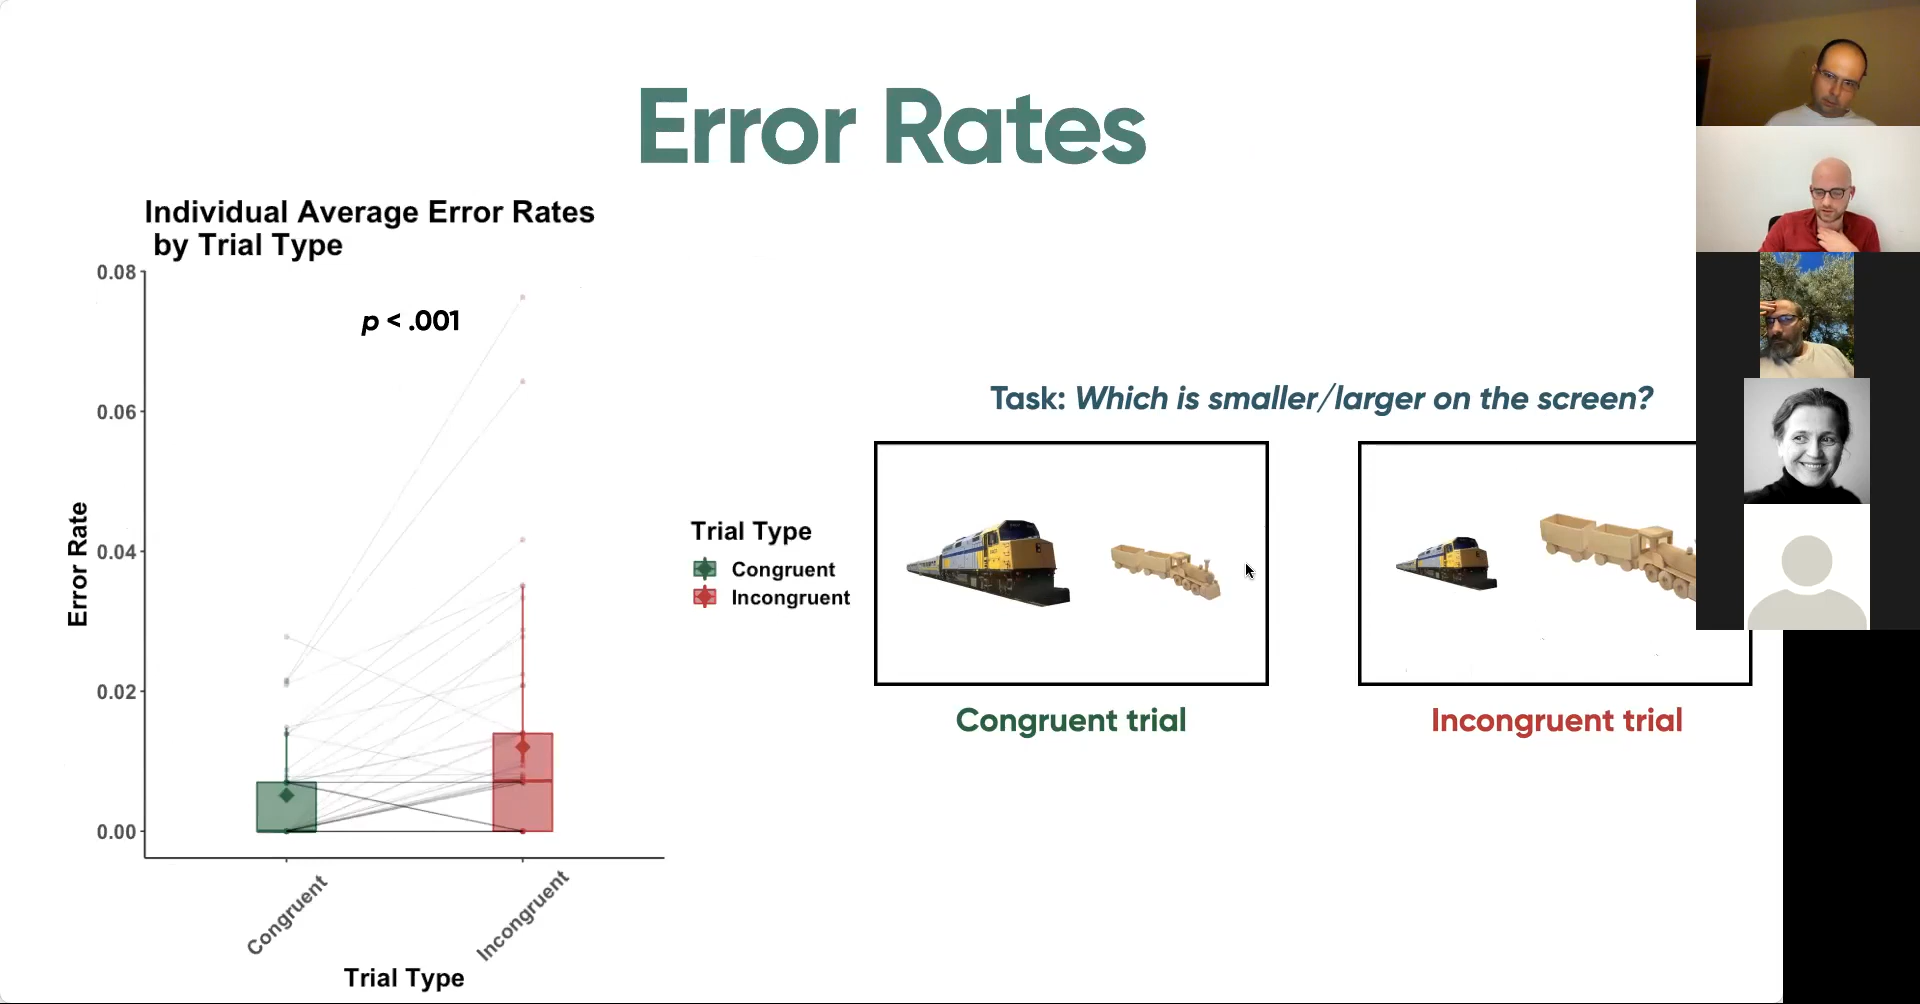 Error Rates
Individual Average Error Rates
by Trial Type
0.08
0.06
0.04
0.02
0.00
p < .001
Error Rate
Congruent
Incongruent
Trial Type
Trial Type
Congruent
Incongruent
Task: Which is smaller/larger on the screen?
Congruent trial
Incongruent trial